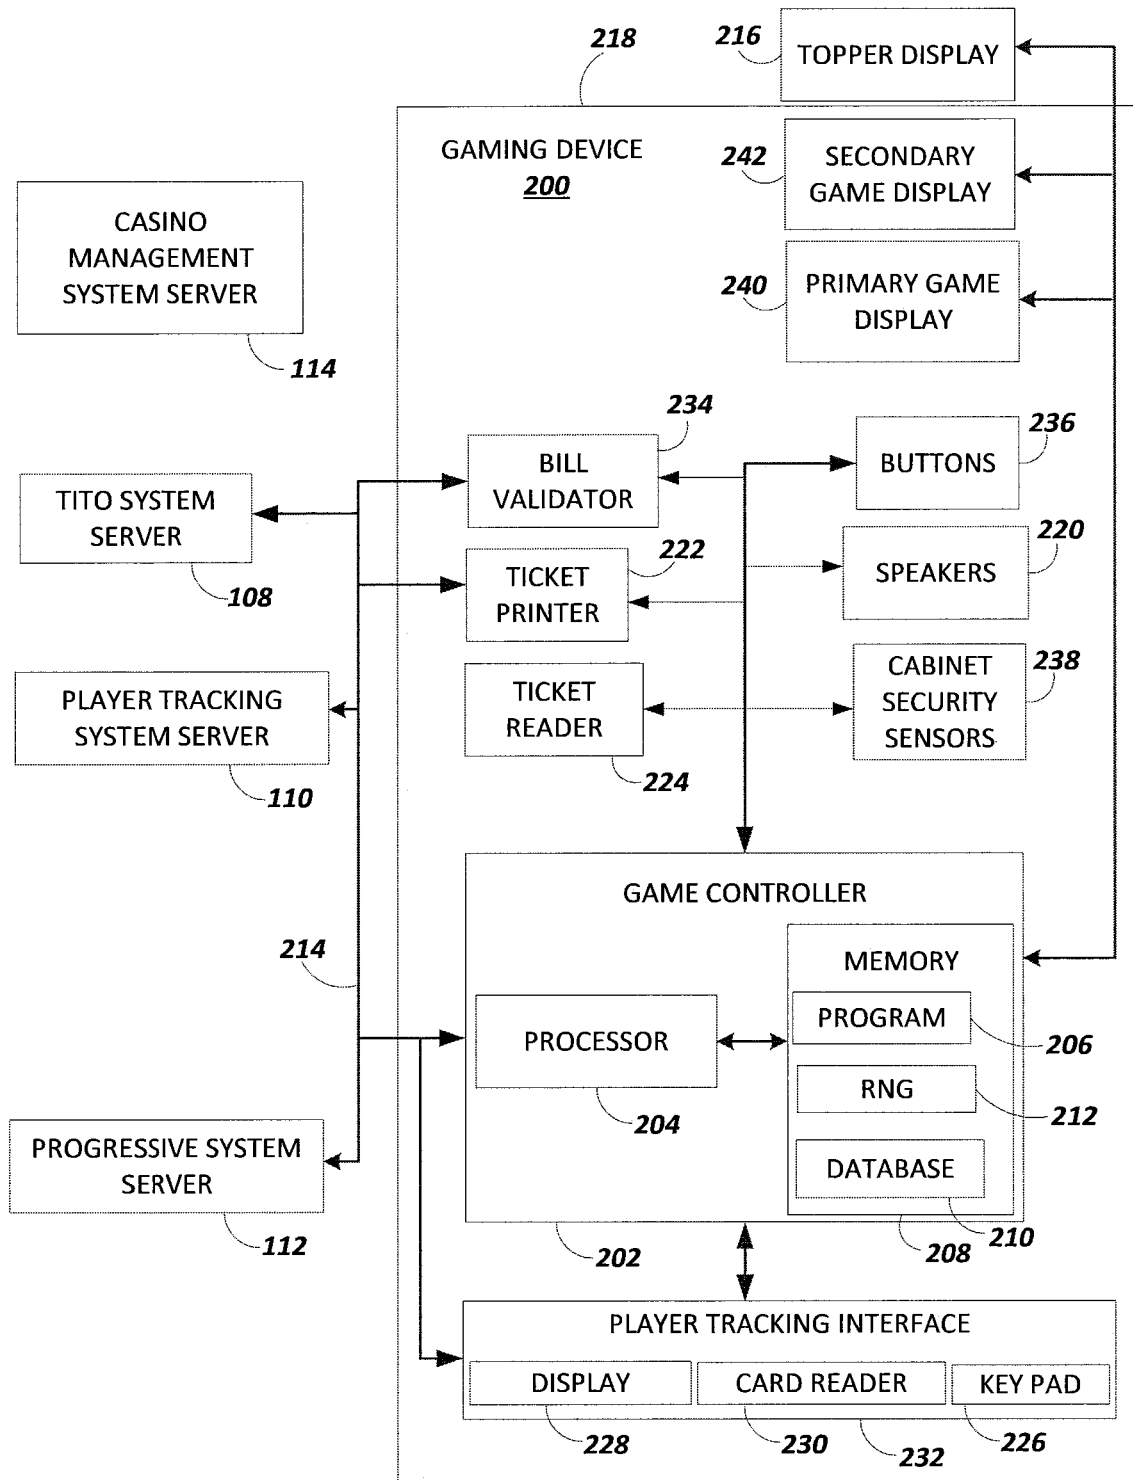 218
216
TOPPER DISPLAY
GAMING DEVICE
200
242
SECONDARY
GAME DISPLAY
CASINO
MANAGEMENT
SYSTEM SERVER
114
240
PRIMARY GAME
DISPLAY
234
BILL
VALIDATOR
236
BUTTONS
TITO SYSTEM
SERVER
108
222
TICKET
PRINTER
220
SPEAKERS
PLAYER TRACKING
SYSTEM SERVER
110
TICKET
READER
224
CABINET
SECURITY
SENSORS
238
GAME CONTROLLER
214
MEMORY
PROCESSOR
204
PROGRAM
206
RNG
212
DATABASE
210
208
202
PROGRESSIVE SYSTEM
SERVER
112
PLAYER TRACKING INTERFACE
DISPLAY
CARD READER
KEY PAD
228
230
232
226